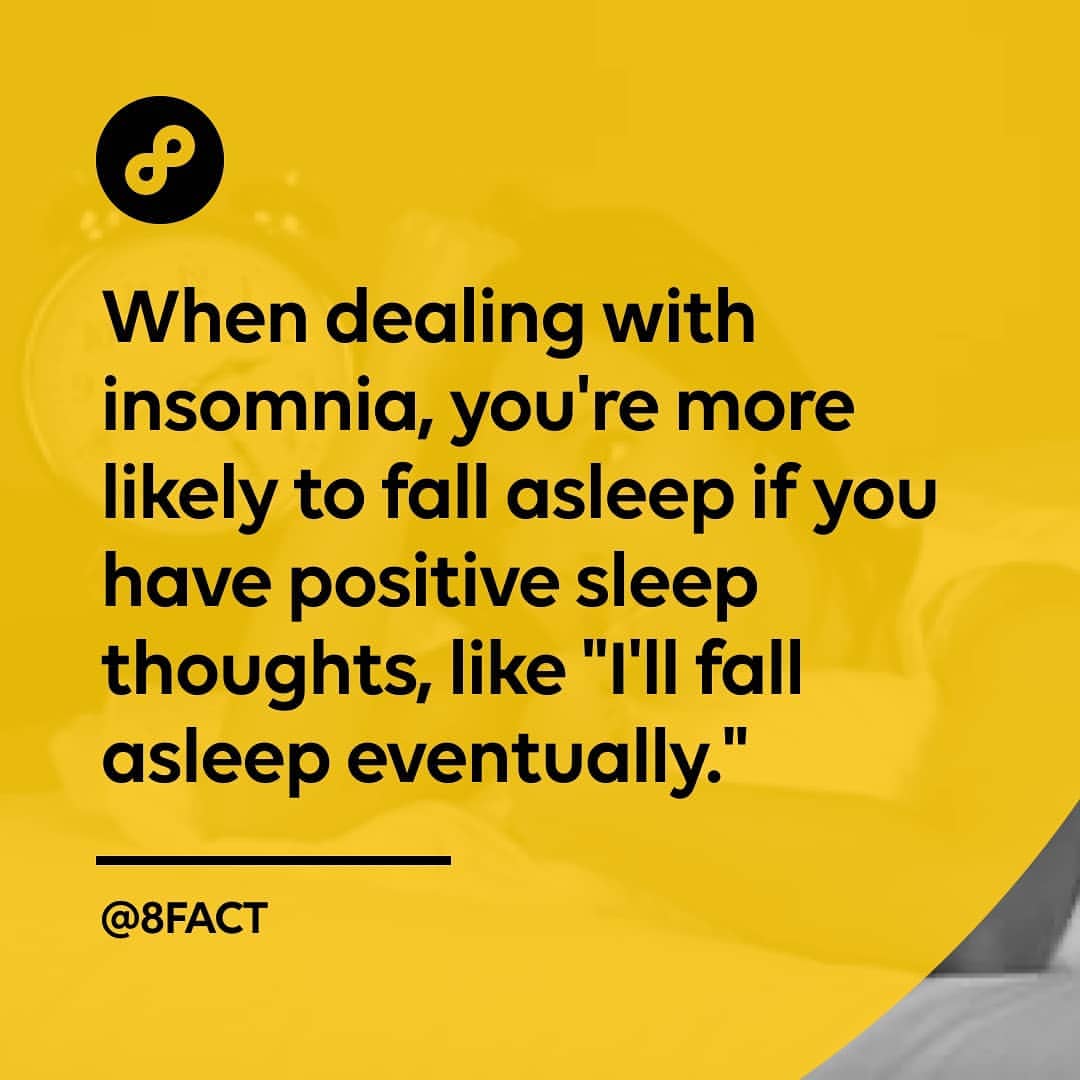 When dealing with
insomnia, you're more
likely to fall asleep if you
have positive sleep
thoughts, like "I'll fall
asleep eventually."
@8FACT